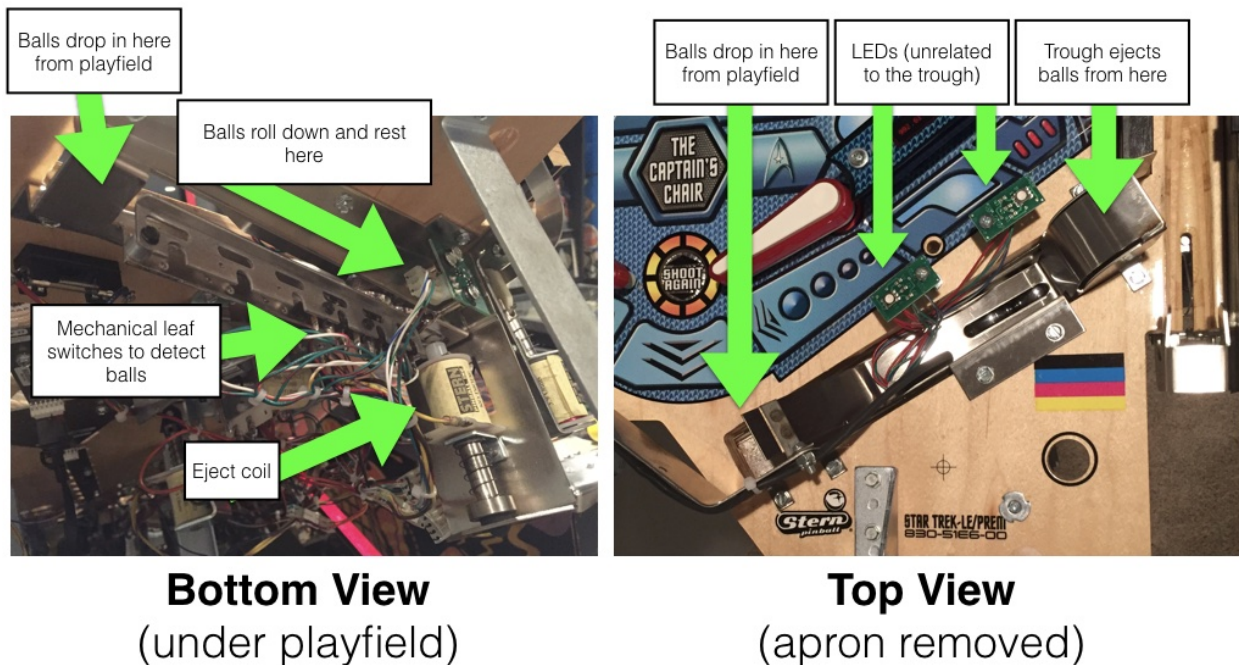 Balls drop in here
from playfield
Balls roll down and rest
here
Mechanical leaf
switches to detect
balls
Eject coil
STERN
Bottom View
(under playfield)
Balls drop in here
from playfield
LEDs (unrelated
to the trough)
Trough ejects
balls from here
THE
CAPTAIN'S
CHAIR
SHOOT
AGAIN
Stern
pinball
STAR TREK-LE/PREM
830-51E6-00
Top View
(apron removed)